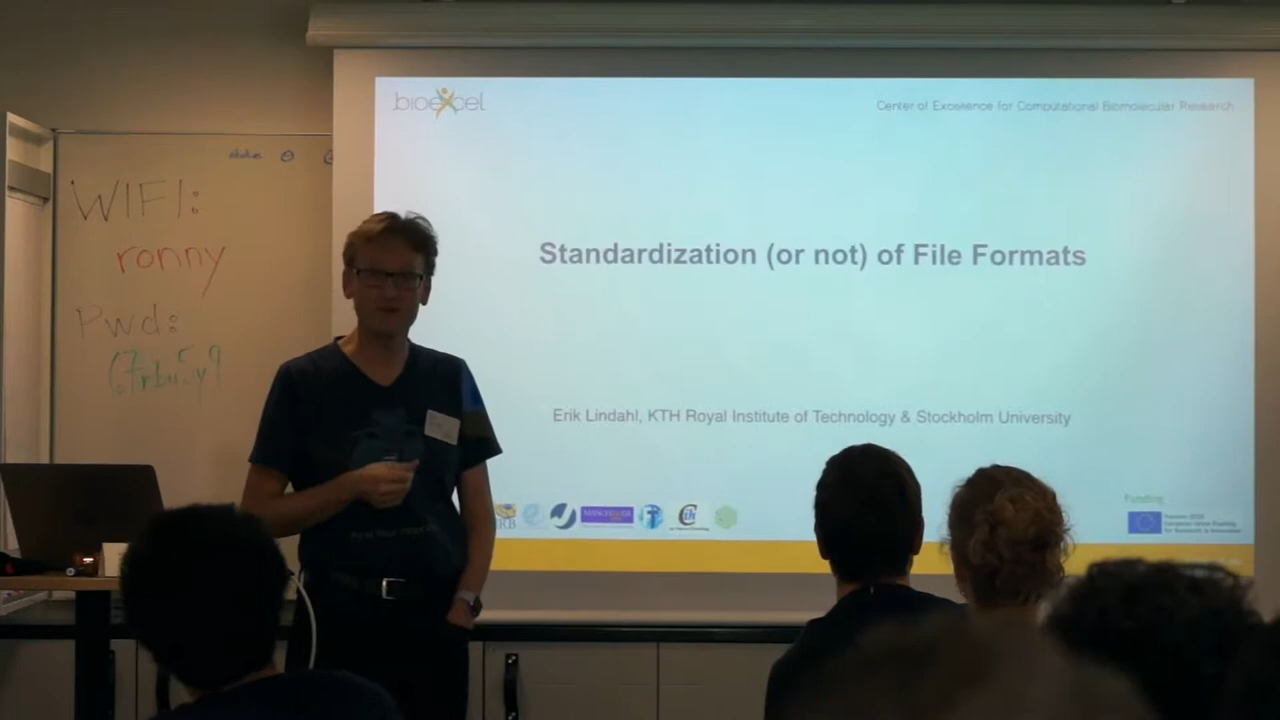 bioexcel
Center of Excellence for Computational Biomolecular Research
WIFI:
ronny
Pwd:
Standardization (or not) of File Formats
Erik Lindahl, KTH Royal Institute of Technology & Stockholm University
MANCHESTER
Funding